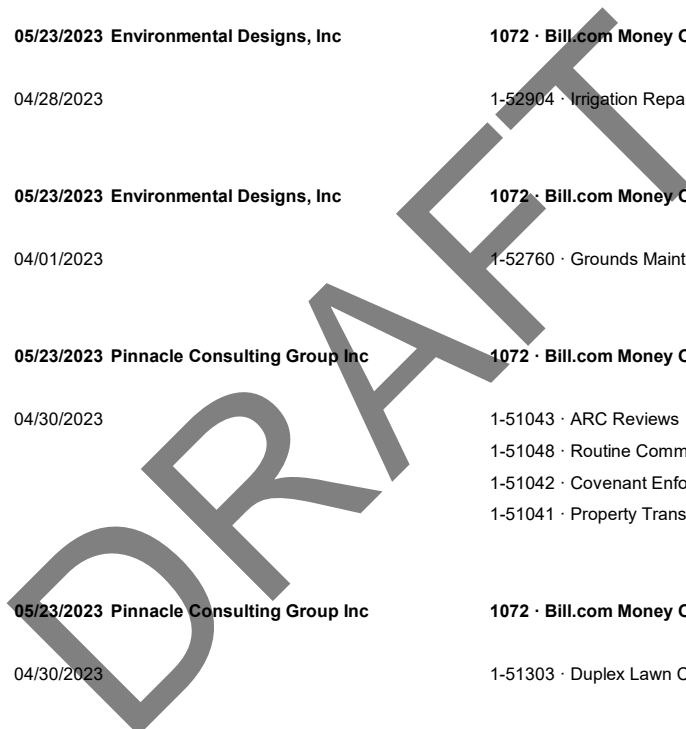 05/23/2023 Environmental Designs, Inc 1072 · Bill.com Money O
04/28/2023 1-52904 · Irrigation Repa
05/23/2023 Environmental Designs, Inc 1072 · Bill.com Money O
04/01/2023 1-52760 · Grounds Maint
05/23/2023 Pinnacle Consulting Group Inc 1072 · Bill.com Money O
04/30/2023 1-51043 · ARC Reviews
1-51048 · Routine Comm
1-51042 · Covenant Enfo
1-51041 · Property Trans
05/23/2023 Pinnacle Consulting Group Inc 1072 · Bill.com Money O
04/30/2023 1-51303 · Duplex Lawn C
DRAFT